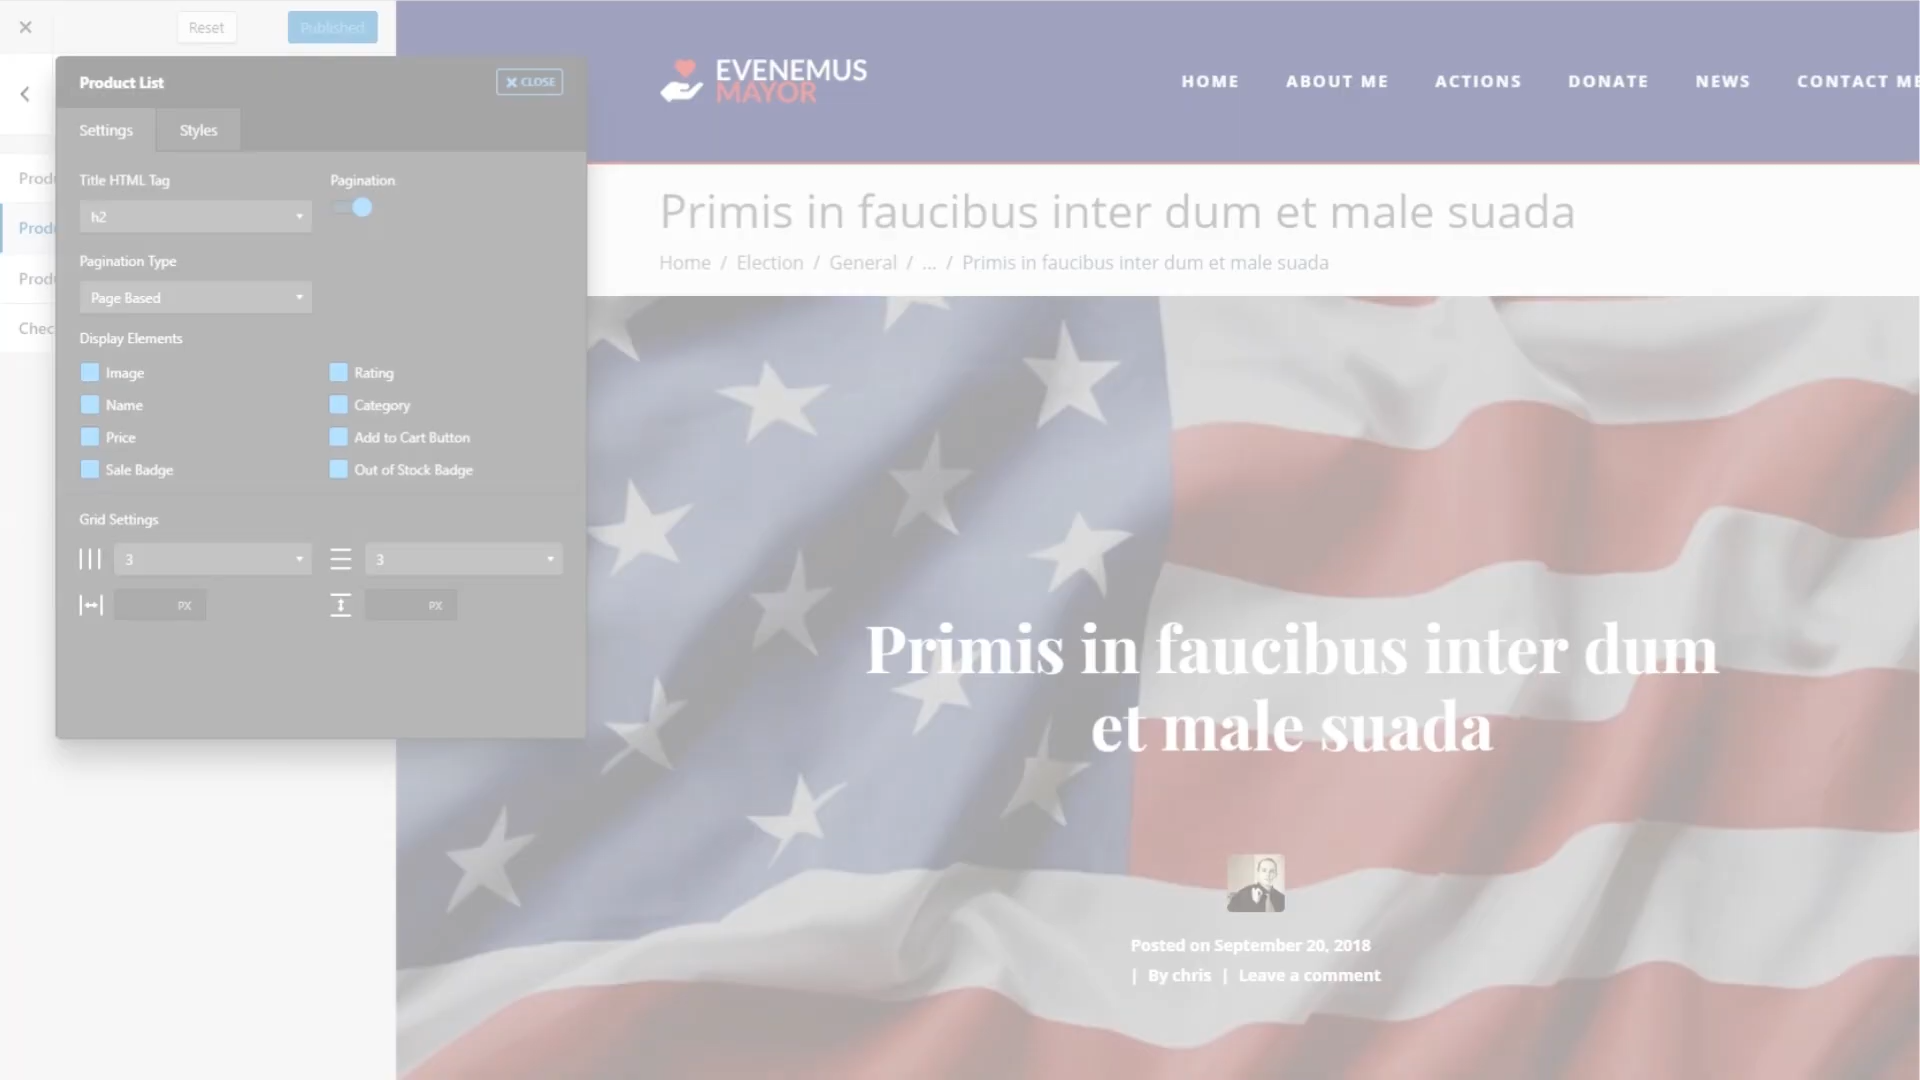 Reset
Published
Product List
CLOSE
Settings
Styles
Title HTML Tag
Pagination
h2
Pagination Type
Page Based
Display Elements
Image
Rating
Name
Category
Price
Add to Cart Button
Sale Badge
Out of Stock Badge
Grid Settings
3
3
PX
PX
EVENEMUS
MAYOR
HOME
ABOUT ME
ACTIONS
DONATE
NEWS
CONTACT ME
Primis in faucibus inter dum et male suada
Home / Election / General / ... / Primis in faucibus inter dum et male suada
Primis in faucibus inter dum
et male suada
Posted on September 20, 2018
| By chris | Leave a comment